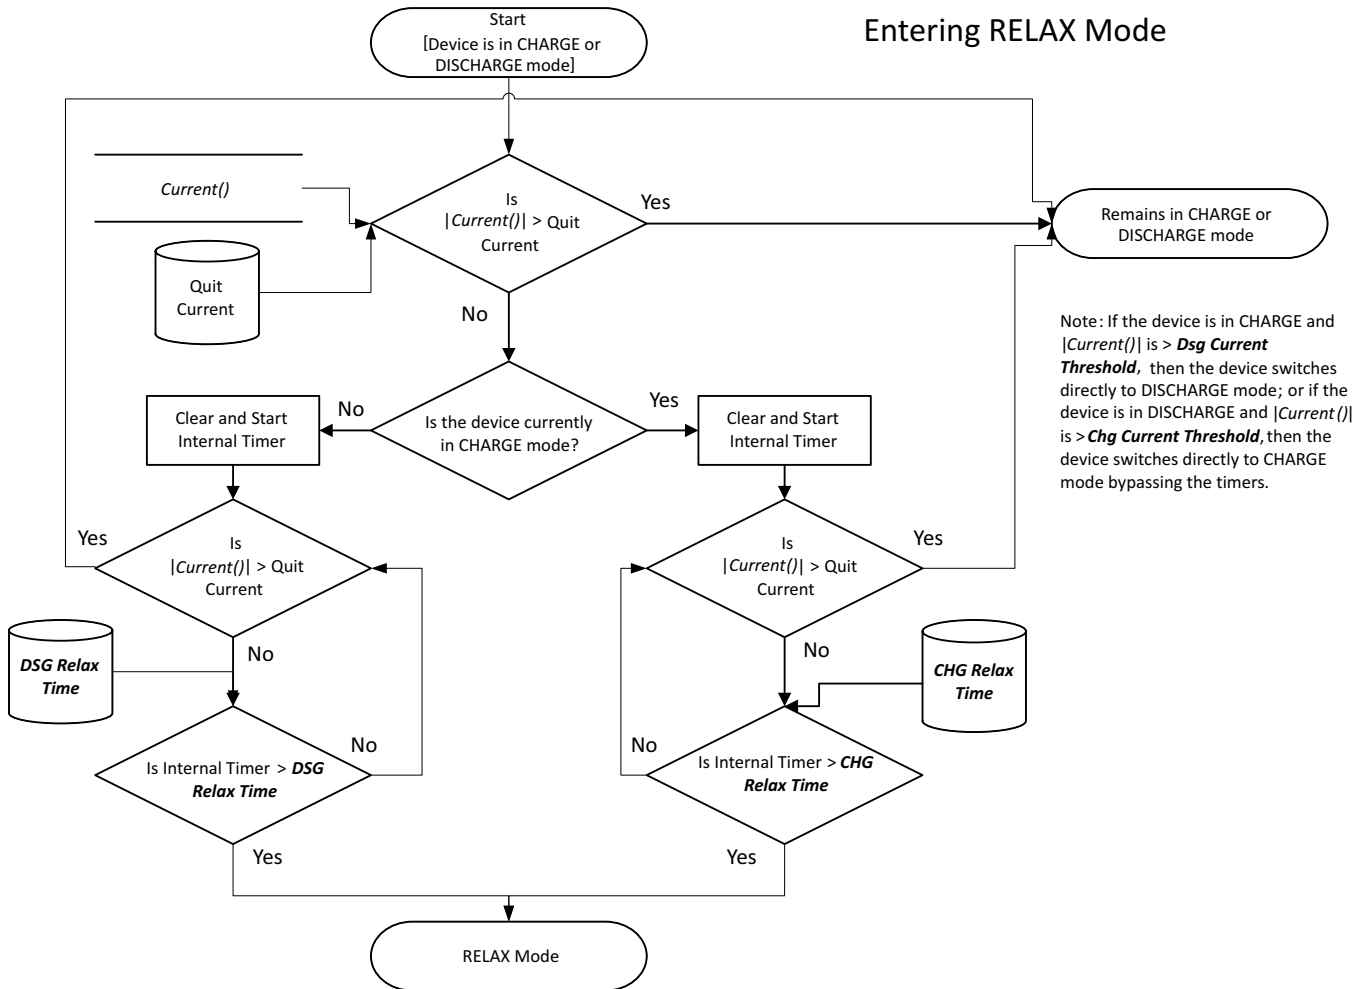 Entering RELAX Mode
Start
[Device is in CHARGE or
DISCHARGE mode]
Current()
Quit
Current
Is
|Current()| > Quit
Current
Yes
No
Remains in CHARGE or
DISCHARGE mode
Note: If the device is in CHARGE and
|Current()| is > Dsg Current
Threshold, then the device switches
directly to DISCHARGE mode; or if the
device is in DISCHARGE and |Current()|
is > Chg Current Threshold, then the
device switches directly to CHARGE
mode bypassing the timers.
Is the device currently
in CHARGE mode?
No
Yes
Clear and Start
Internal Timer
Clear and Start
Internal Timer
Yes
Is
|Current()| > Quit
Current
No
Is
|Current()| > Quit
Current
Yes
No
DSG Relax
Time
CHG Relax
Time
Is Internal Timer > DSG
Relax Time
No
Yes
Is Internal Timer > CHG
Relax Time
No
Yes
RELAX Mode